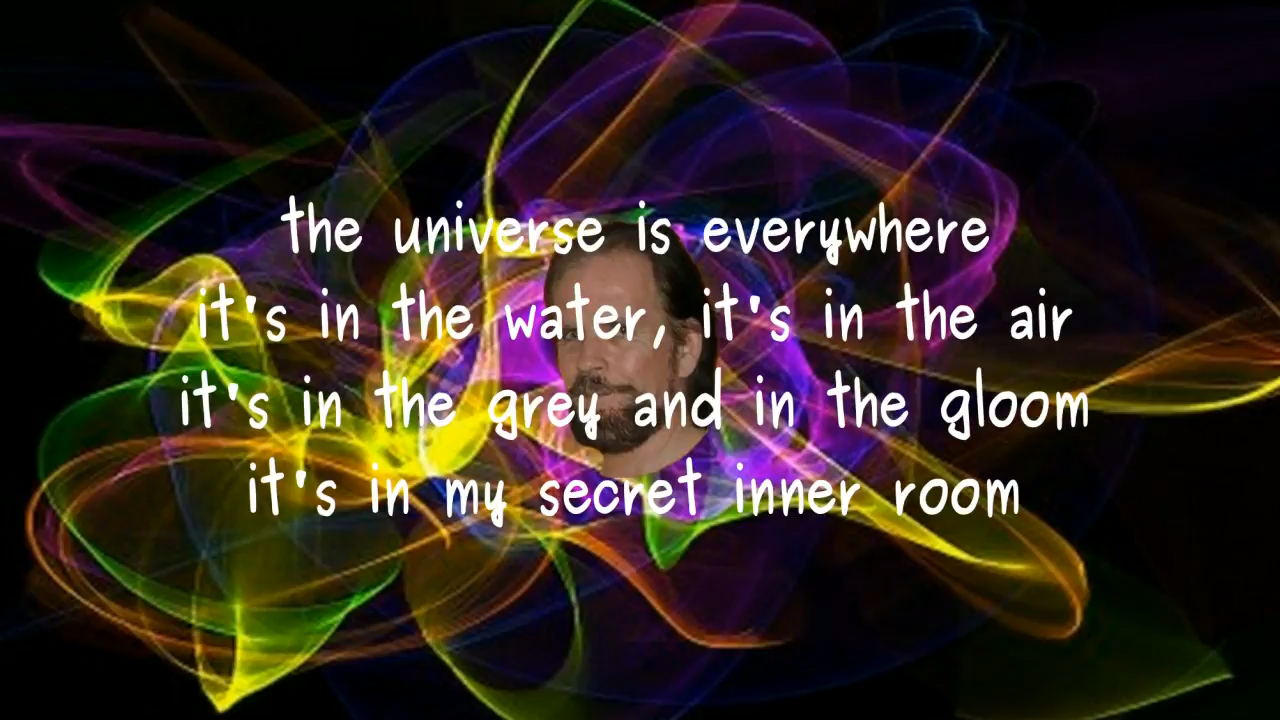 the universe is everywhere
it's in the water, it's in the air
it's in the grey and in the gloom
it's in my secret inner room